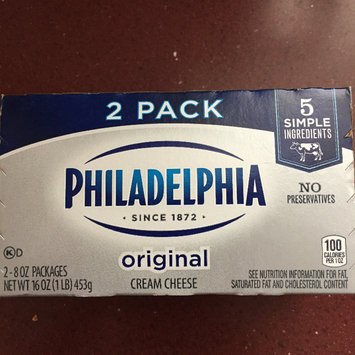 2 PACK
5
SIMPLE
INGREDIENTS
PHILADELPHIA
• SINCE 1872 •
NO
PRESERVATIVES
original
CREAM CHEESE
K D
2-8 OZ PACKAGES
NET WT 16 OZ (1 LB) 453g
100
CALORIES
PER 1 OZ
SEE NUTRITION INFORMATION FOR FAT,
SATURATED FAT AND CHOLESTEROL CONTENT